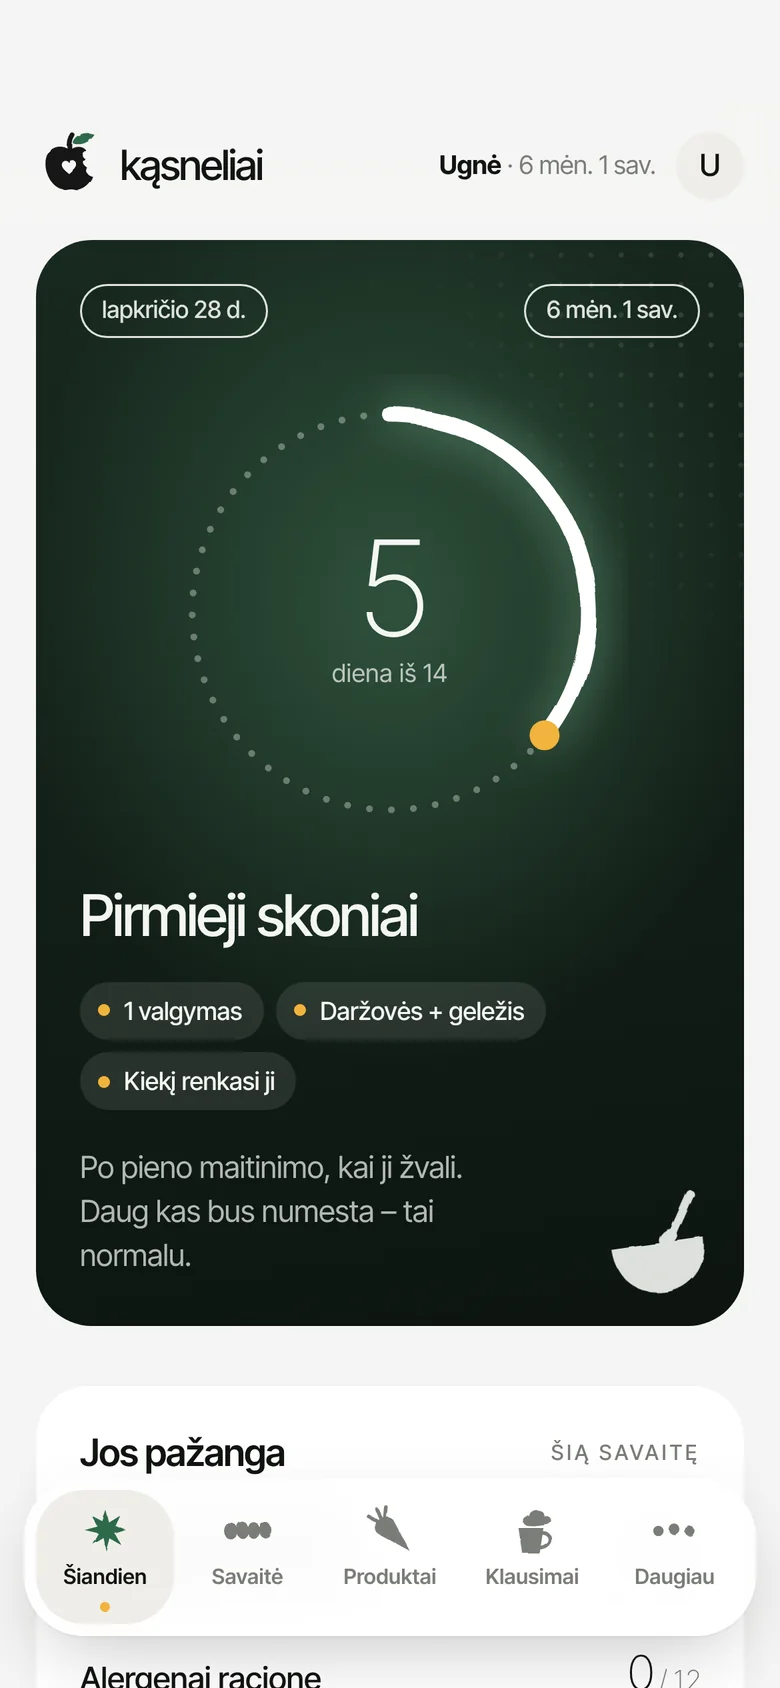 kąsneliai
Ugnė · 6 mėn. 1 sav.
U
lapkričio 28 d.
6 mėn. 1 sav.
5
diena iš 14
Pirmieji skoniai
1 valgymas
Daržovės + geležis
Kiekį renkasi ji
Po pieno maitinimo, kai ji žvali.
Daug kas bus numesta – tai
normalu.
Jos pažanga
ŠIĄ SAVAITĘ
Šiandien
Savaitė
Produktai
Klausimai
Daugiau
Alergenai racione
0 / 12